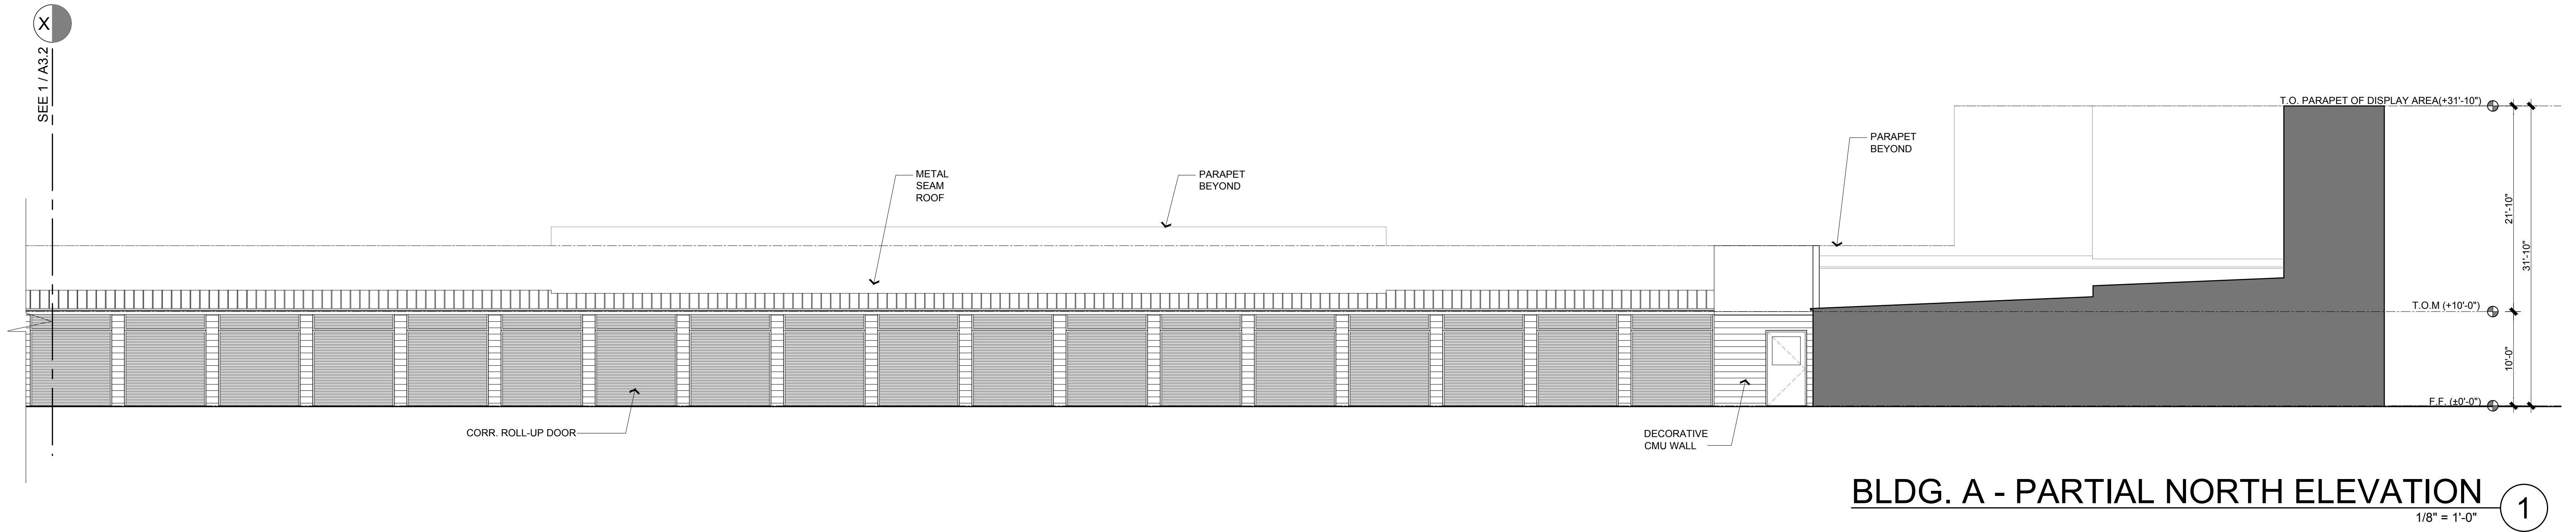 X
SEE 1 / A3.2
T.O. PARAPET OF DISPLAY AREA(+31'-10")
PARAPET
BEYOND
METAL
SEAM
ROOF
PARAPET
BEYOND
21'-10"
31'-10"
T.O.M (+10'-0")
10'-0"
F.F. (±0'-0")
CORR. ROLL-UP DOOR
DECORATIVE
CMU WALL
BLDG. A - PARTIAL NORTH ELEVATION
1
1/8" = 1'-0"